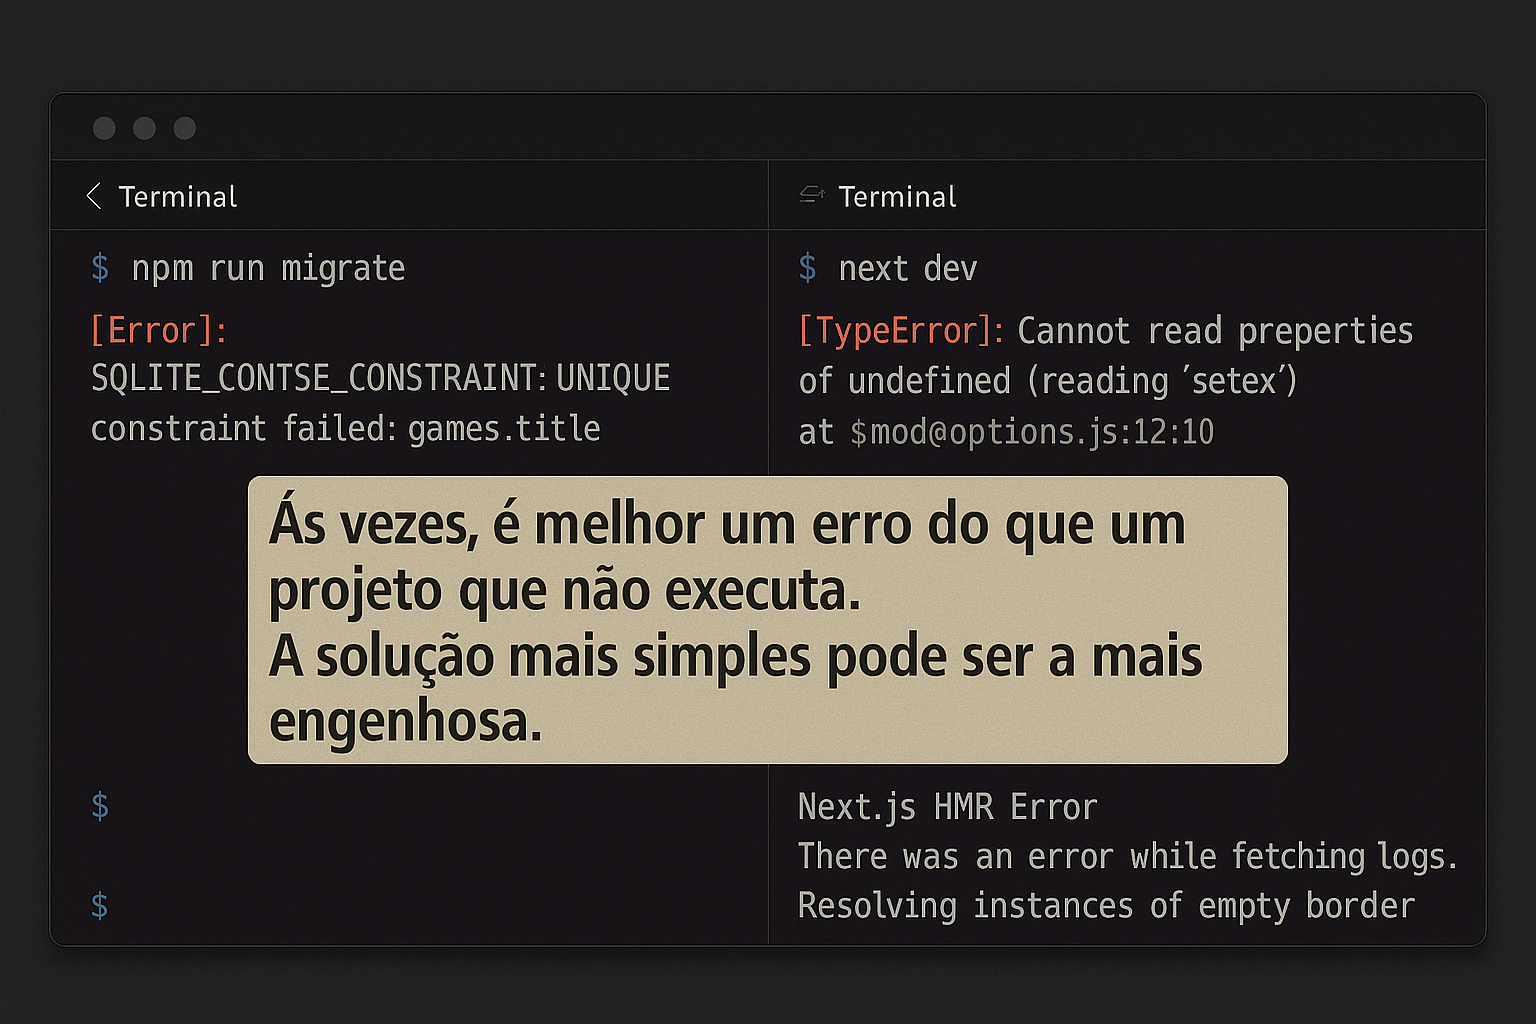 Terminal
$ npm run migrate
[Error]:
SQLITE_CONTSE_CONSTRAINT: UNIQUE
constraint failed: games.title
Terminal
$ next dev
[TypeError]: Cannot read preperties
of undefined (reading ′setex′)
at $mod@options.js:12:10
Ás vezes, é melhor um erro do que um
projeto que não executa.
A solução mais simples pode ser a mais
engenhosa.
$
$
Next.js HMR Error
There was an error while fetching logs.
Resolving instances of empty border